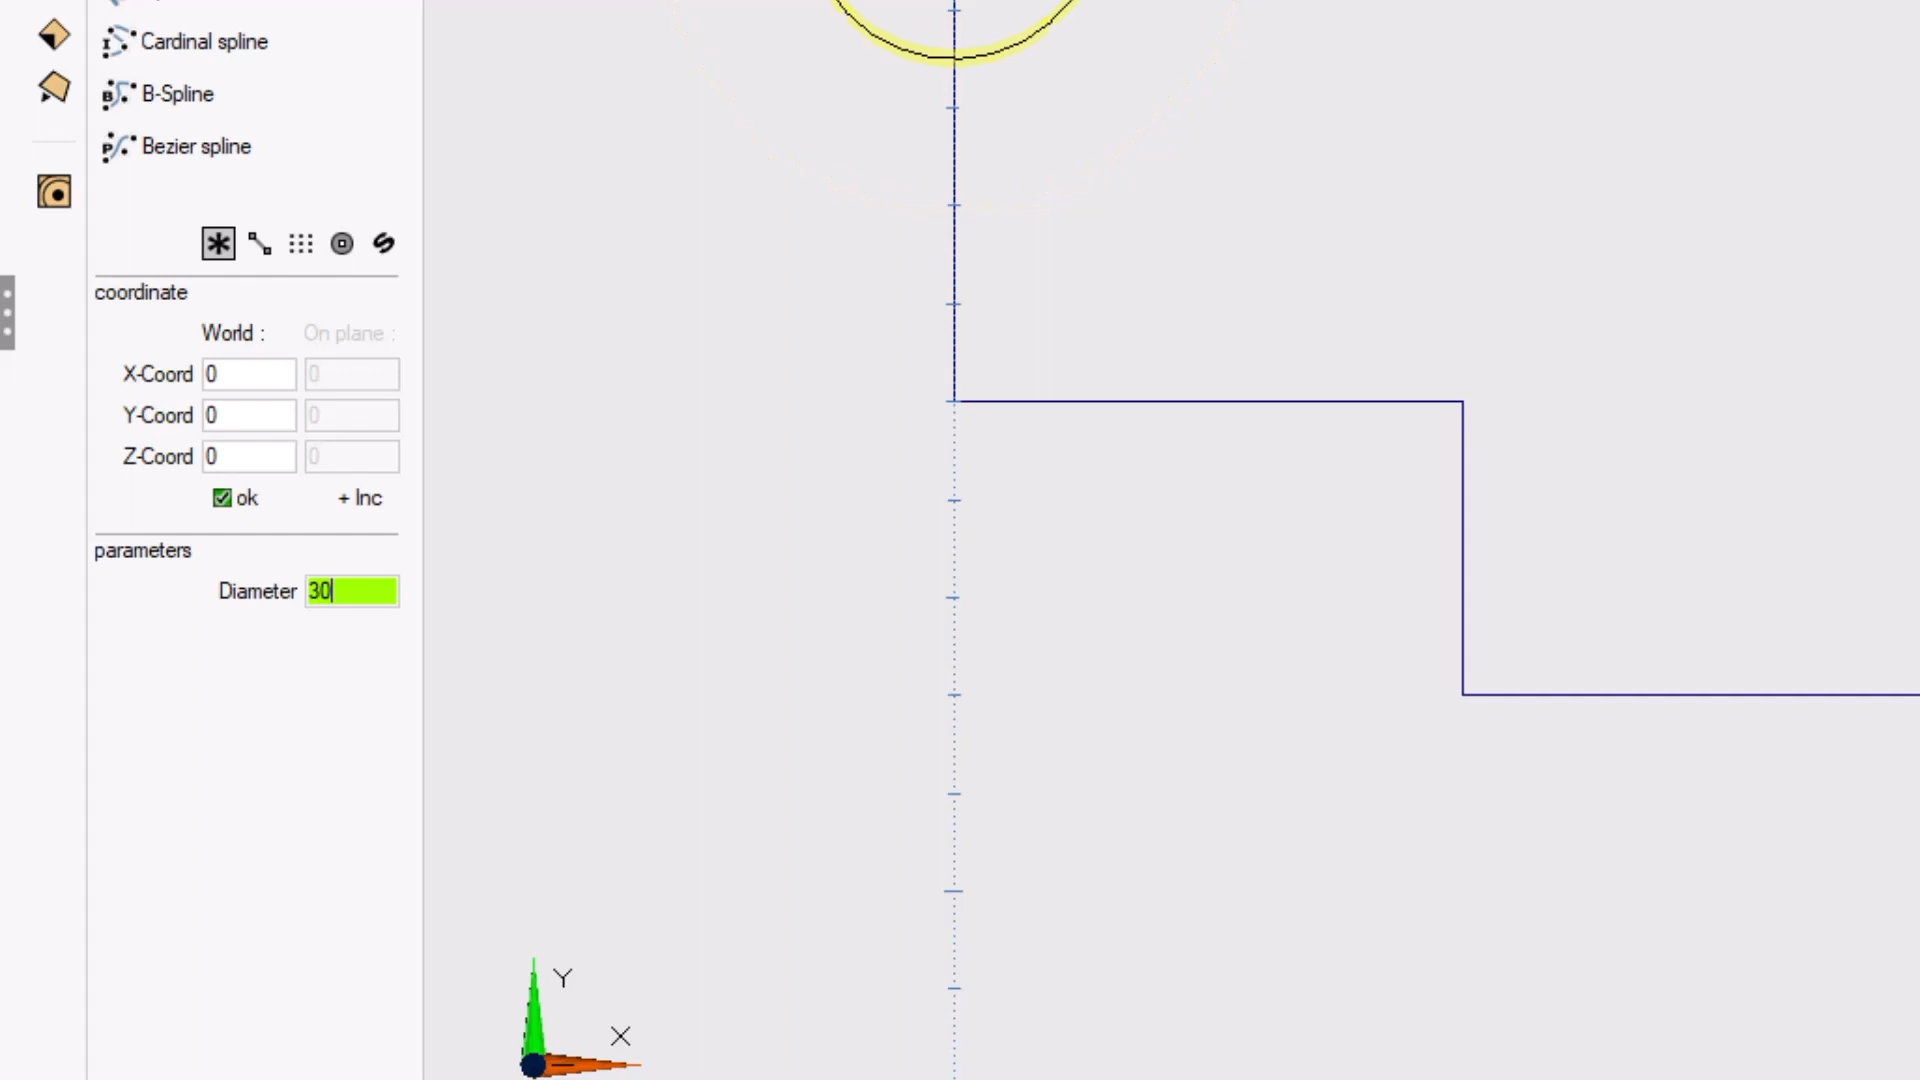 Cardinal spline
B-Spline
Bezier spline
coordinate
World : On plane :
X-Coord 0 0
Y-Coord 0 0
Z-Coord 0 0
ok + Inc
parameters
Diameter 30
Y
X